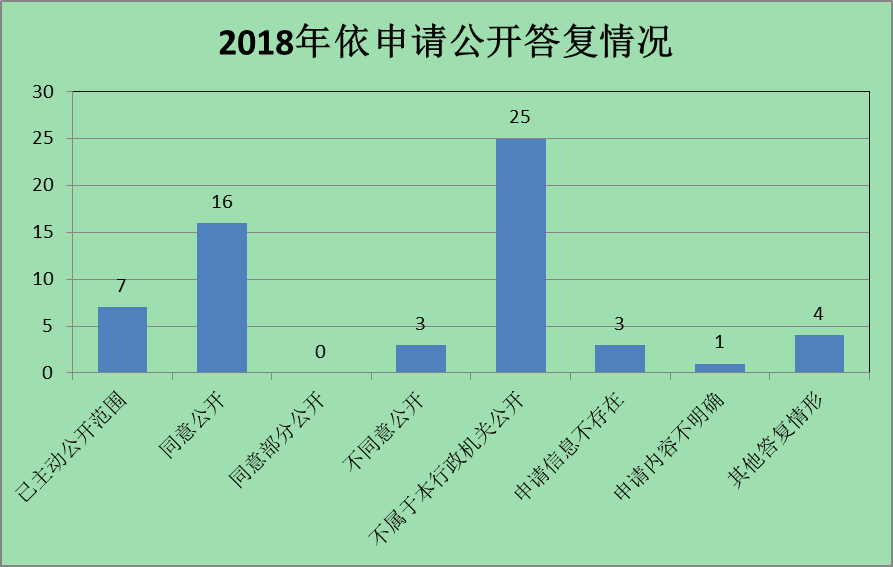 2018年依申请公开答复情况
30
25
20
15
10
5
0
7
16
0
3
25
3
1
4
已主动公开范围
同意公开
同意部分公开
不同意公开
不属于本行政机关公开
申请信息不存在
申请内容不明确
其他答复情形